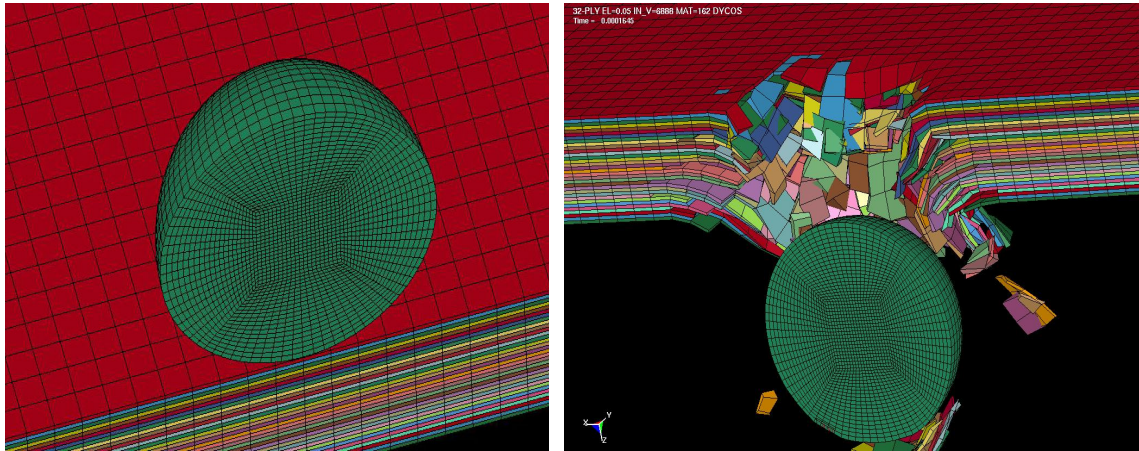 32-PLY EL=0.05 IN_V=6888 MAT=162 DYCOS
Time = 0.0001645
X
Y
Z